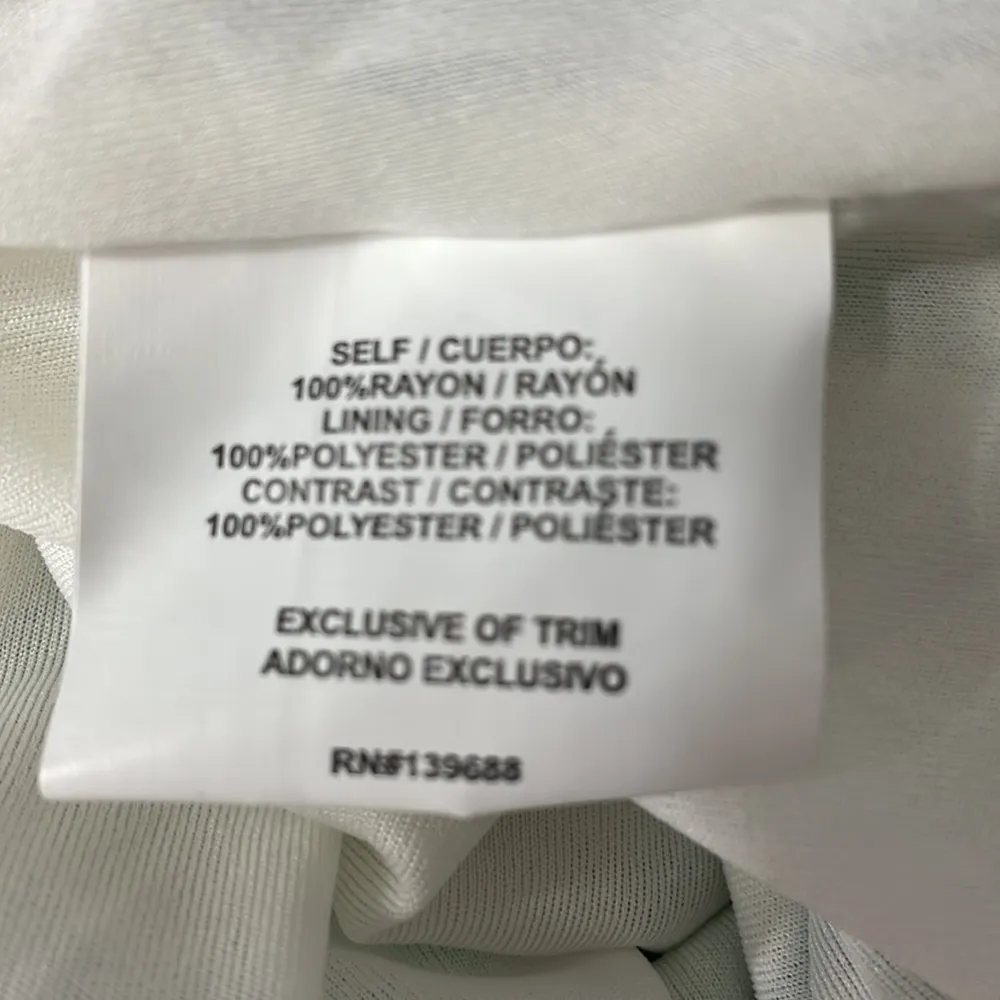 SELF / CUERPO:
100%RAYON / RAYÓN
LINING / FORRO:
100%POLYESTER / POLIÉSTER
CONTRAST / CONTRASTE:
100%POLYESTER / POLIÉSTER
EXCLUSIVE OF TRIM
ADORNO EXCLUSIVO
RN#139688